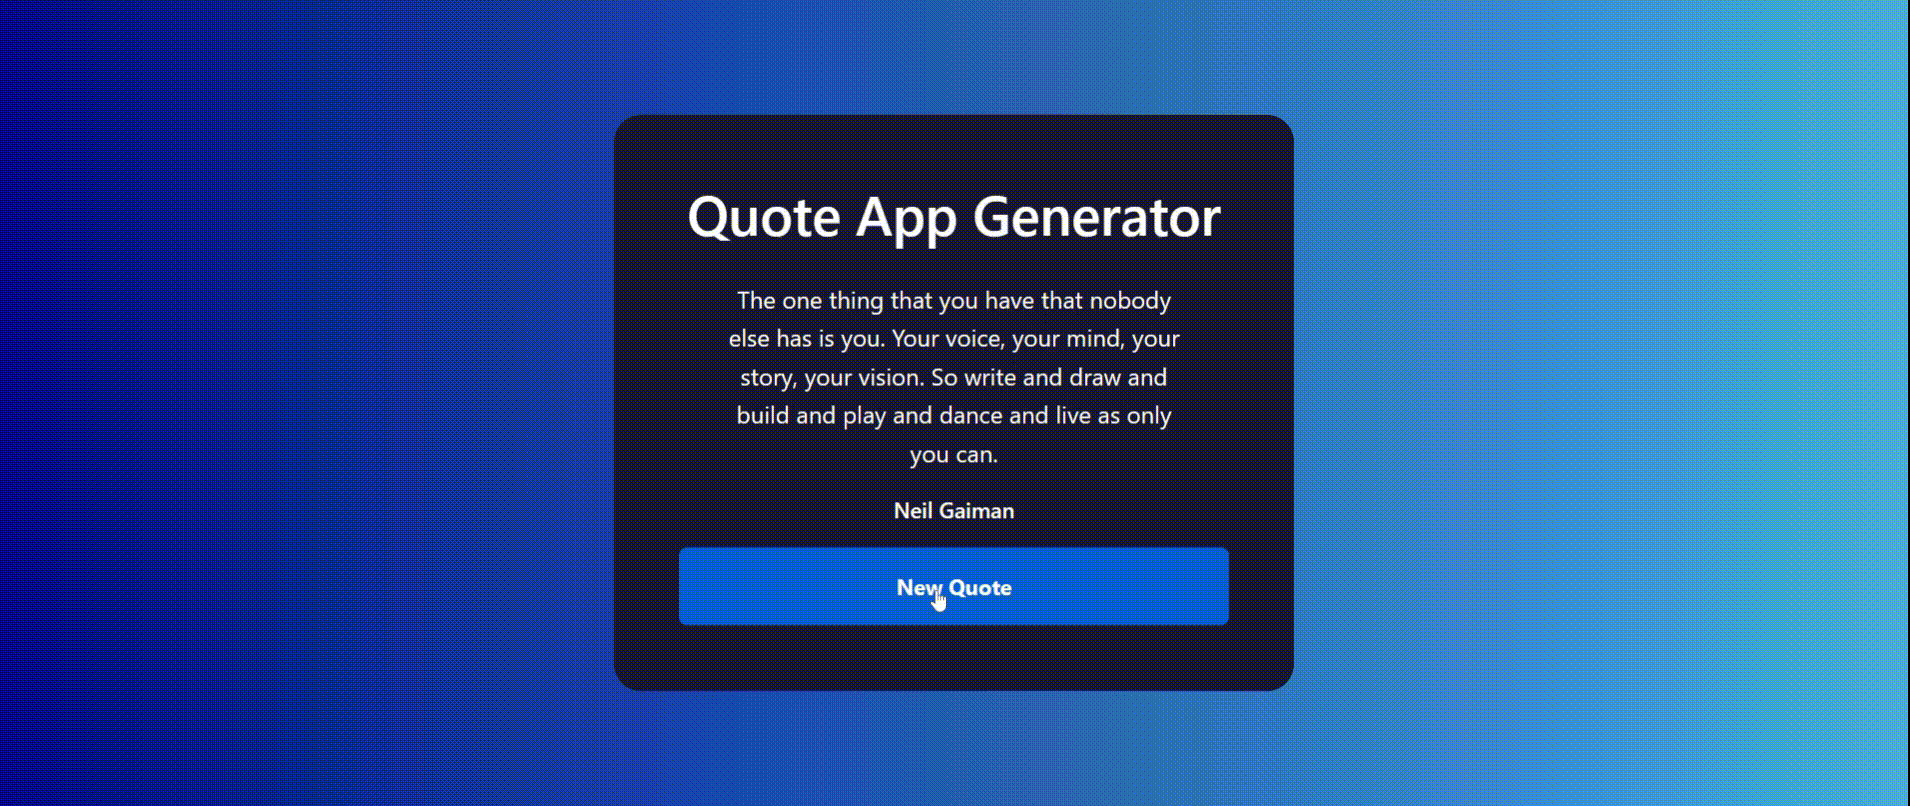 Quote App Generator
The one thing that you have that nobody
else has is you. Your voice, your mind, your
story, your vision. So write and draw and
build and play and dance and live as only
you can.
Neil Gaiman
New Quote